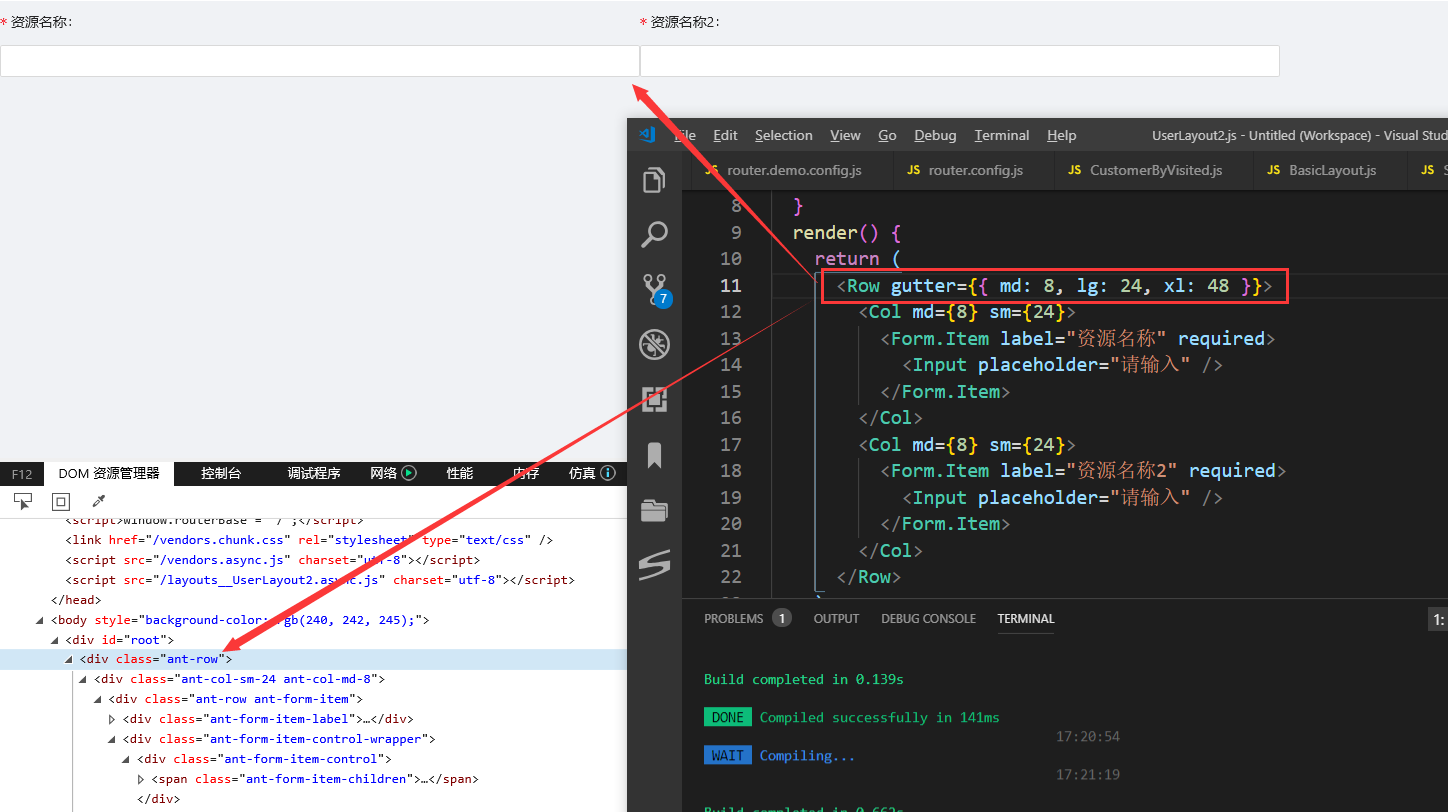 * 资源名称:
* 资源名称2:
File Edit Selection View Go Debug Terminal Help UserLayout2.js - Untitled (Workspace) - Visual Stud
JS router.demo.config.js JS router.config.js JS CustomerByVisited.js JS BasicLayout.js JS S
8 }
9 render() {
10 return (
11 <Row gutter={{ md: 8, lg: 24, xl: 48 }}>
12 <Col md={8} sm={24}>
13 <Form.Item label="资源名称" required>
14 <Input placeholder="请输入" />
15 </Form.Item>
16 </Col>
17 <Col md={8} sm={24}>
18 <Form.Item label="资源名称2" required>
19 <Input placeholder="请输入" />
20 </Form.Item>
21 </Col>
22 </Row>
7
PROBLEMS 1 OUTPUT DEBUG CONSOLE TERMINAL 1:
Build completed in 0.139s
DONE Compiled successfully in 141ms
17:20:54
WAIT Compiling...
17:21:19
Build completed in 0.662s
F12 DOM 资源管理器 控制台 调试程序 网络 性能 内存 仿真
<script>window.routerBase = "/";</script>
<link href="/vendors.chunk.css" rel="stylesheet" type="text/css" />
<script src="/vendors.async.js" charset="utf-8"></script>
<script src="/layouts__UserLayout2.async.js" charset="utf-8"></script>
</head>
<body style="background-color: rgb(240, 242, 245);">
<div id="root">
<div class="ant-row">
<div class="ant-col-sm-24 ant-col-md-8">
<div class="ant-row ant-form-item">
<div class="ant-form-item-label">…</div>
<div class="ant-form-item-control-wrapper">
<div class="ant-form-item-control">
<span class="ant-form-item-children">…</span>
</div>